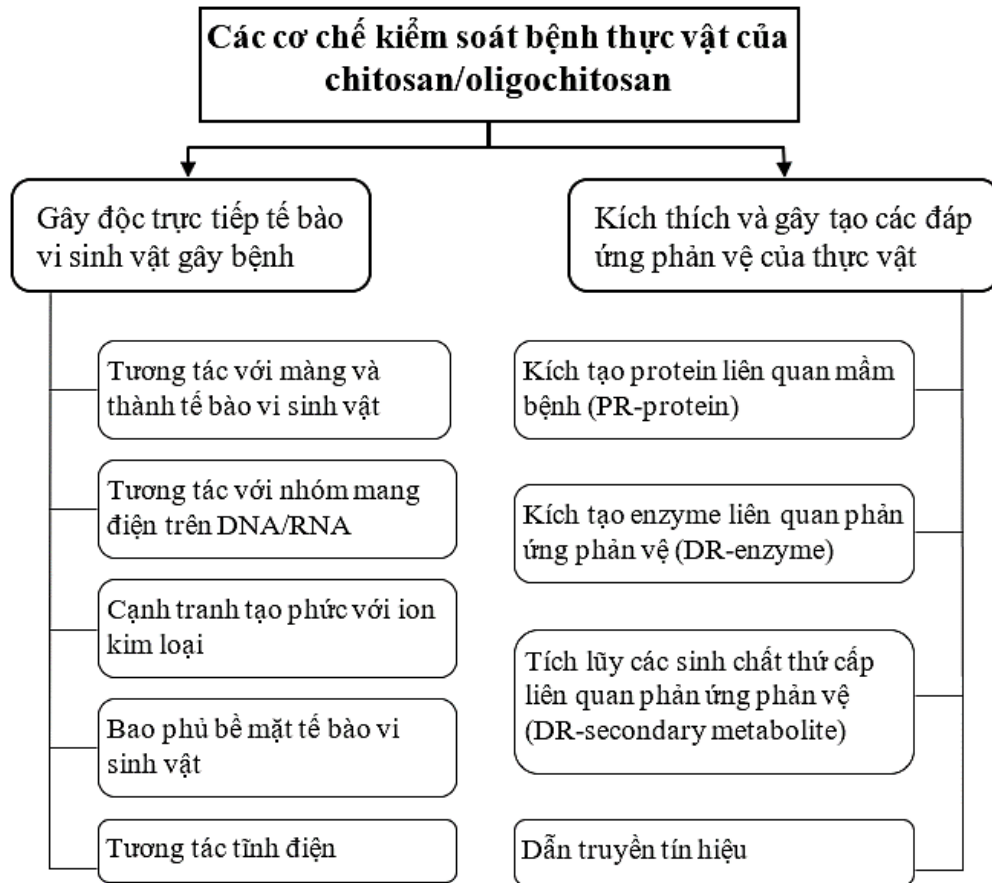 Các cơ chế kiểm soát bệnh thực vật của
chitosan/oligochitosan
Gây độc trực tiếp tế bào
vi sinh vật gây bệnh
Tương tác với màng và
thành tế bào vi sinh vật
Tương tác với nhóm mang
điện trên DNA/RNA
Cạnh tranh tạo phức với ion
kim loại
Bao phủ bề mặt tế bào vi
sinh vật
Tương tác tĩnh điện
Kích thích và gây tạo các đáp
ứng phản vệ của thực vật
Kích tạo protein liên quan mầm
bệnh (PR-protein)
Kích tạo enzyme liên quan phản
ứng phản vệ (DR-enzyme)
Tích lũy các sinh chất thứ cấp
liên quan phản ứng phản vệ
(DR-secondary metabolite)
Dẫn truyền tín hiệu